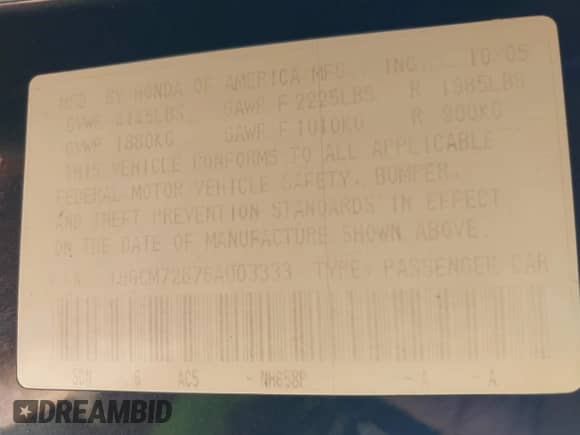 MFD. BY HONDA OF AMERICA MFG., INC. 10/05
GVWR 4145LBS GAWR F 2225LBS R 1985LBS
GVWR 1880KG GAWR F 1010KG R 900KG
THIS VEHICLE CONFORMS TO ALL APPLICABLE
FEDERAL MOTOR VEHICLE SAFETY, BUMPER,
AND THEFT PREVENTION STANDARDS IN EFFECT
ON THE DATE OF MANUFACTURE SHOWN ABOVE.
1HGCM72676A003333 TYPE: PASSENGER CAR
SDN 6 AC5 - NH658P - A - A
DREAMBID